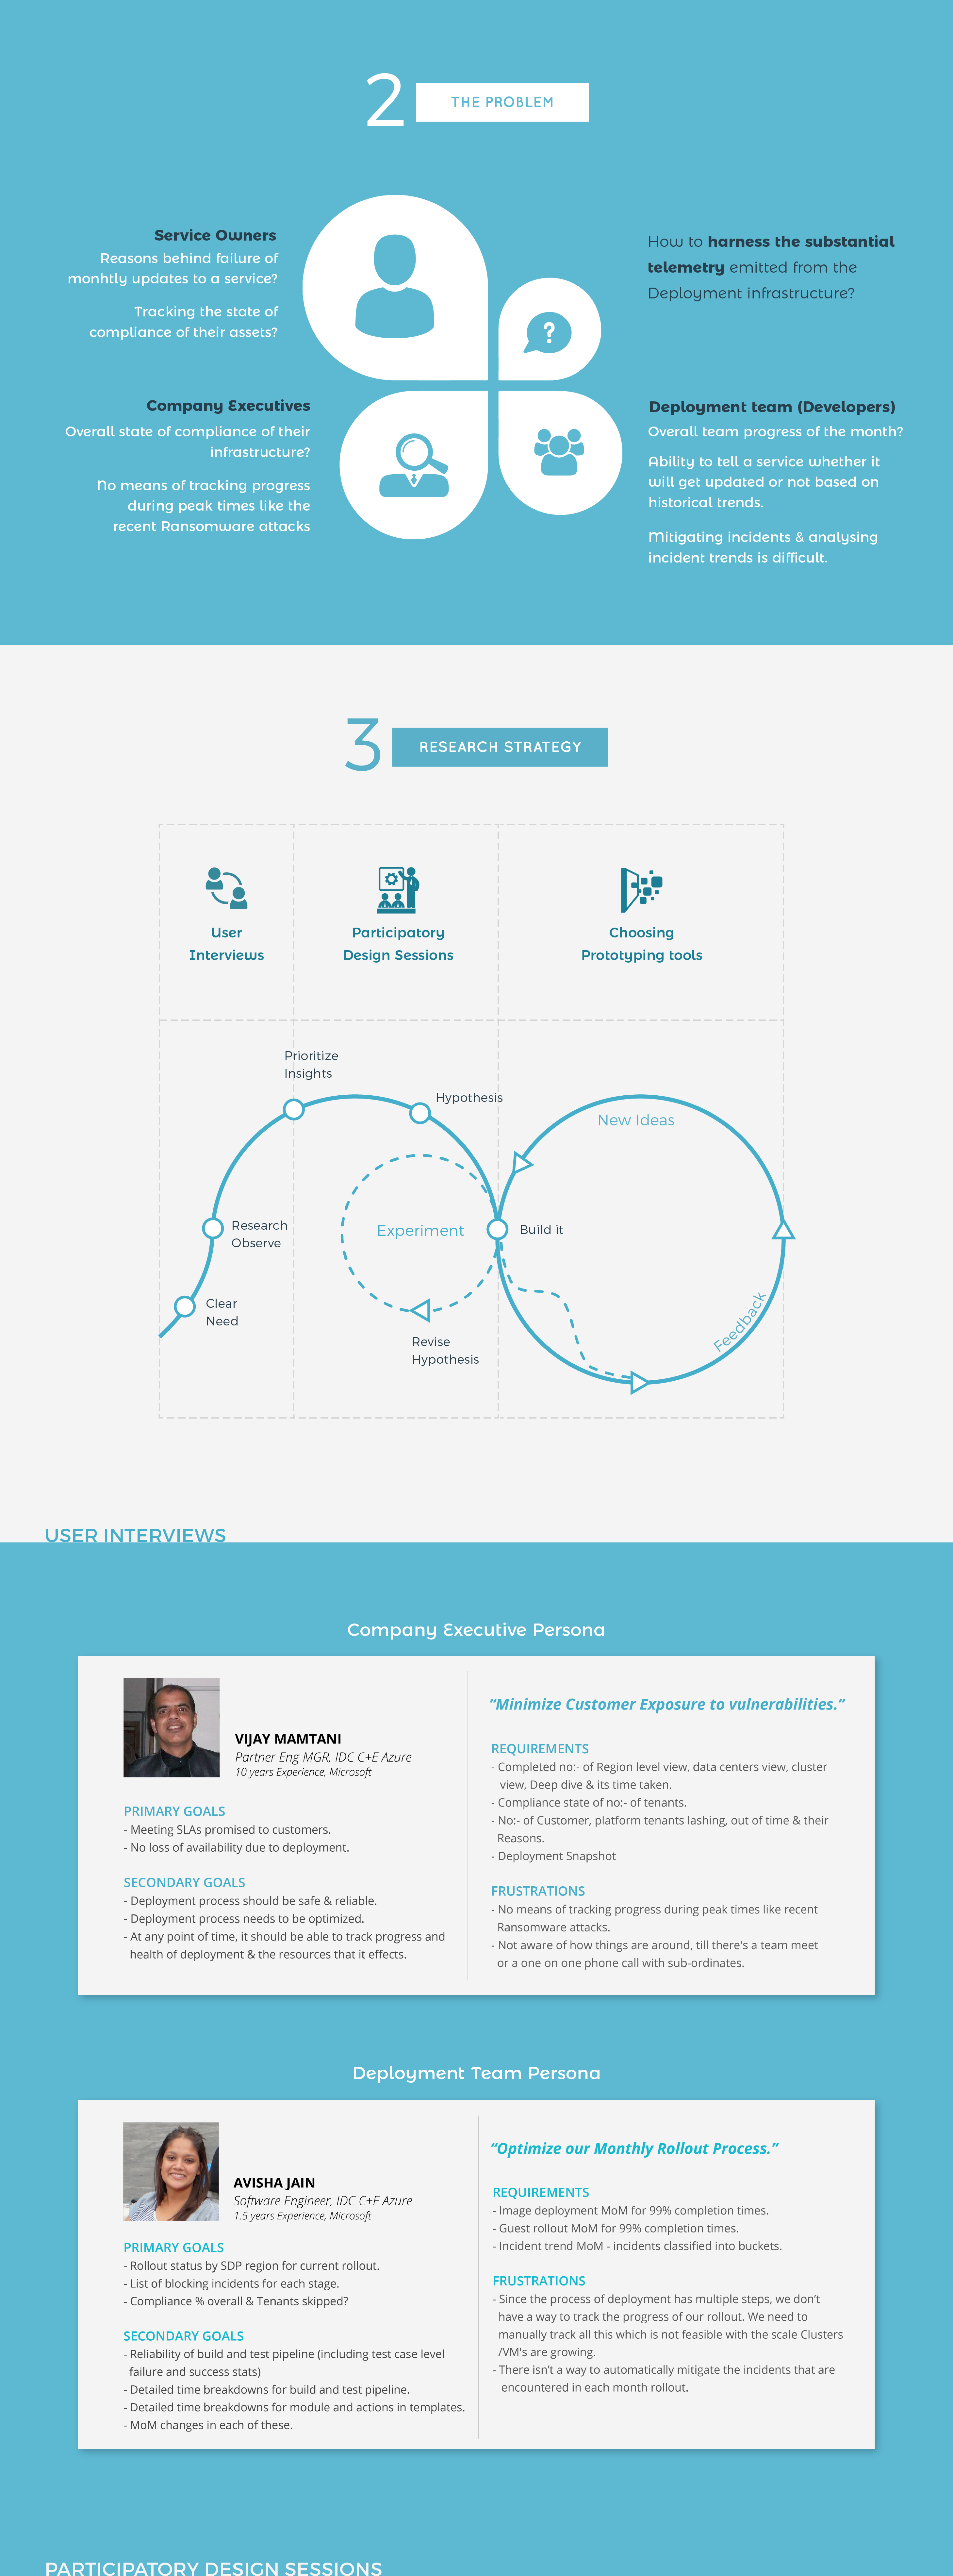 2
THE PROBLEM
Service Owners
Reasons behind failure of
monhtly updates to a service?
Tracking the state of
compliance of their assets?
How to harness the substantial
telemetry emitted from the
Deployment infrastructure?
?
Company Executives
Overall state of compliance of their
infrastructure?
No means of tracking progress
during peak times like the
recent Ransomware attacks
Deployment team (Developers)
Overall team progress of the month?
Ability to tell a service whether it
will get updated or not based on
historical trends.
Mitigating incidents & analysing
incident trends is difficult.
3
RESEARCH STRATEGY
User
Interviews
Participatory
Design Sessions
Choosing
Prototyping tools
Prioritize
Insights
Hypothesis
New Ideas
Research
Observe
Experiment
Build it
Clear
Need
Revise
Hypothesis
Feedback
USER INTERVIEWS
Company Executive Persona
VIJAY MAMTANI
Partner Eng MGR, IDC C+E Azure
10 years Experience, Microsoft
PRIMARY GOALS
- Meeting SLAs promised to customers.
- No loss of availability due to deployment.
SECONDARY GOALS
- Deployment process should be safe & reliable.
- Deployment process needs to be optimized.
- At any point of time, it should be able to track progress and
health of deployment & the resources that it effects.
“Minimize Customer Exposure to vulnerabilities.”
REQUIREMENTS
- Completed no:- of Region level view, data centers view, cluster
view, Deep dive & its time taken.
- Compliance state of no:- of tenants.
- No:- of Customer, platform tenants lashing, out of time & their
Reasons.
- Deployment Snapshot
FRUSTRATIONS
- No means of tracking progress during peak times like recent
Ransomware attacks.
- Not aware of how things are around, till there's a team meet
or a one on one phone call with sub-ordinates.
Deployment Team Persona
AVISHA JAIN
Software Engineer, IDC C+E Azure
1.5 years Experience, Microsoft
PRIMARY GOALS
- Rollout status by SDP region for current rollout.
- List of blocking incidents for each stage.
- Compliance % overall & Tenants skipped?
SECONDARY GOALS
- Reliability of build and test pipeline (including test case level
failure and success stats)
- Detailed time breakdowns for build and test pipeline.
- Detailed time breakdowns for module and actions in templates.
- MoM changes in each of these.
“Optimize our Monthly Rollout Process.”
REQUIREMENTS
- Image deployment MoM for 99% completion times.
- Guest rollout MoM for 99% completion times.
- Incident trend MoM - incidents classified into buckets.
FRUSTRATIONS
- Since the process of deployment has multiple steps, we don’t
have a way to track the progress of our rollout. We need to
manually track all this which is not feasible with the scale Clusters
/VM's are growing.
- There isn’t a way to automatically mitigate the incidents that are
encountered in each month rollout.
PARTICIPATORY DESIGN SESSIONS